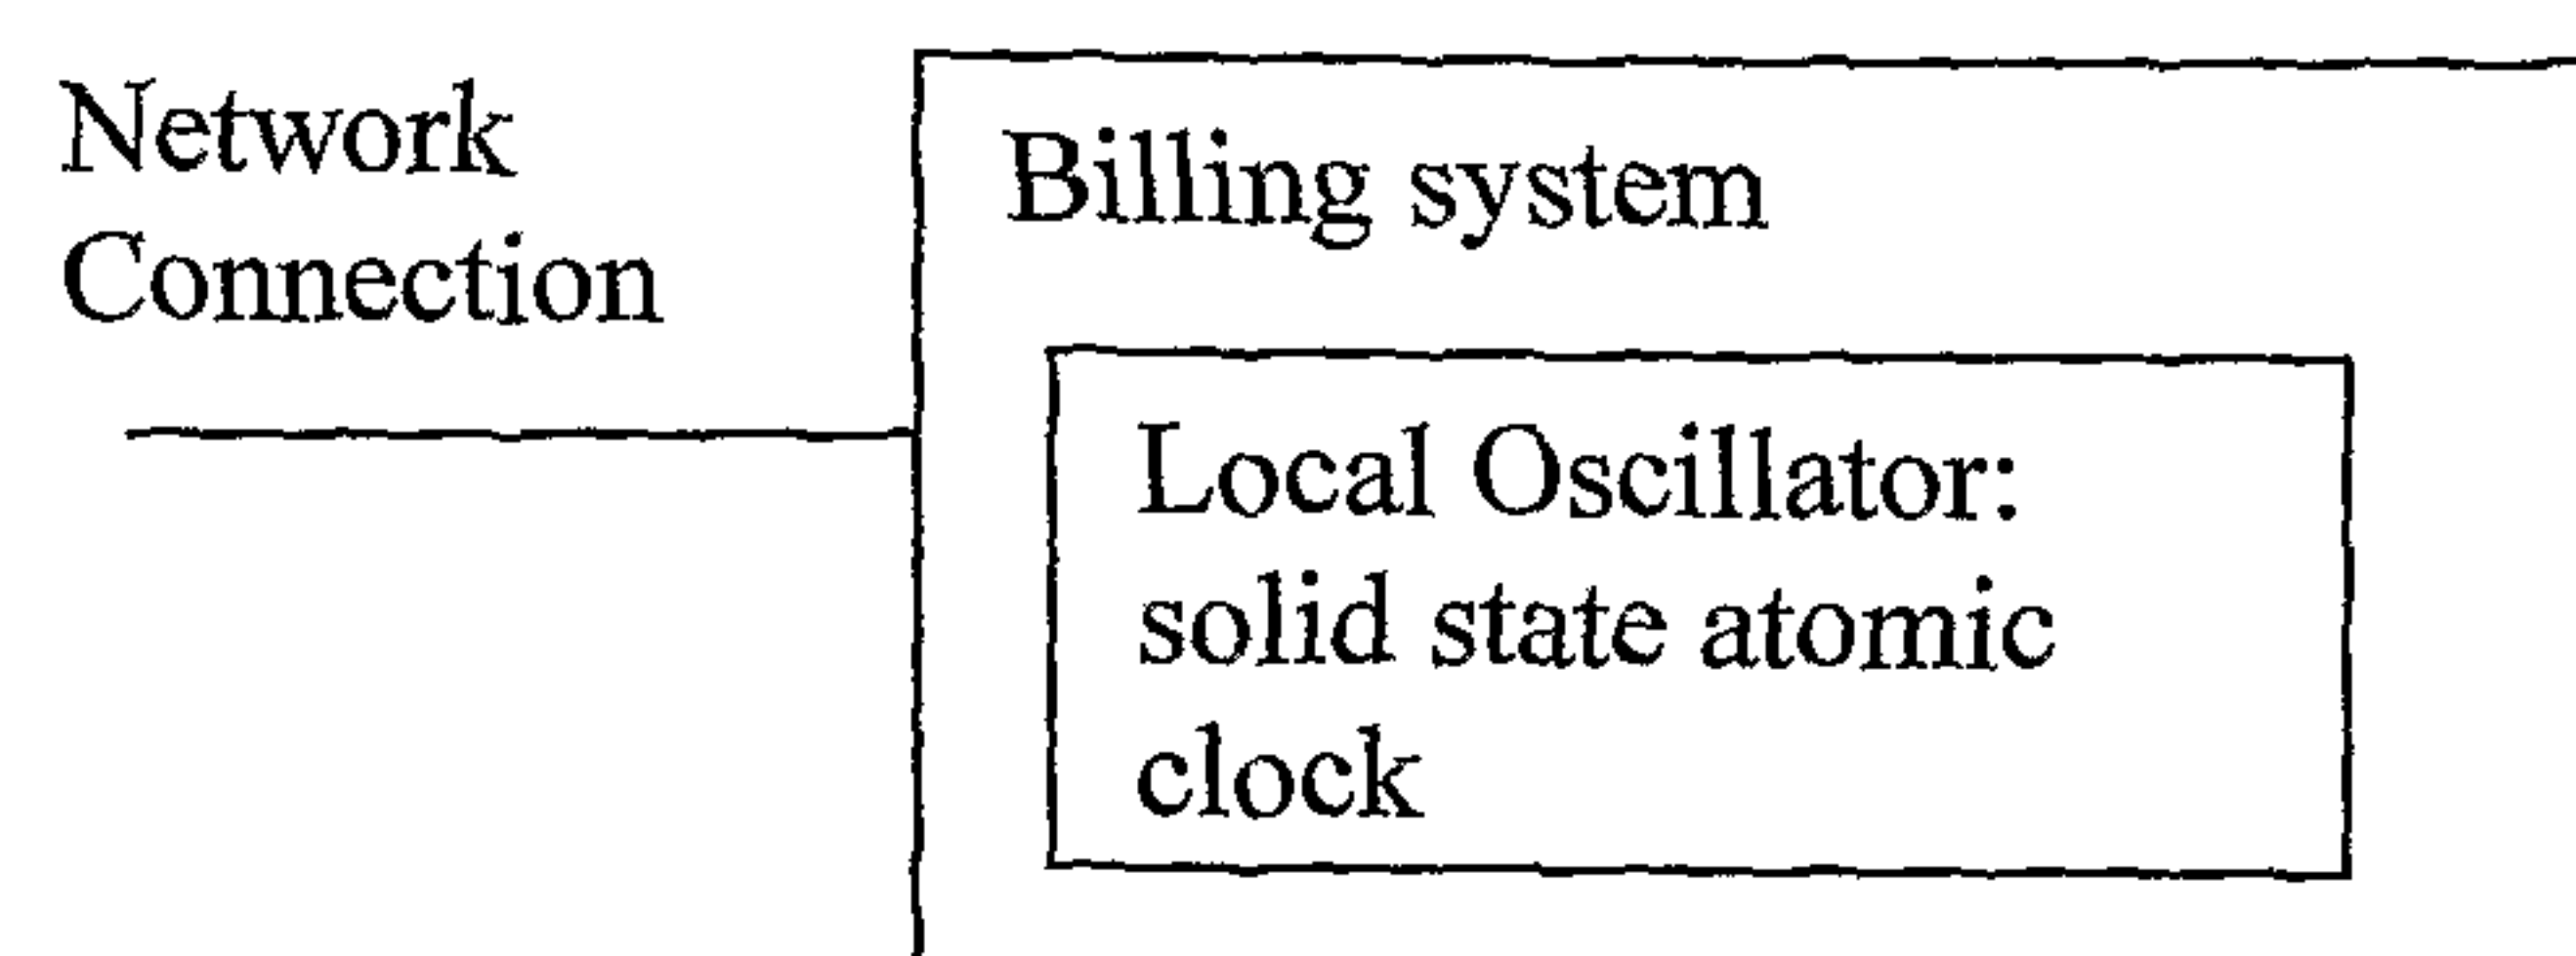 Network
Connection
Billing system
Local Oscillator:
solid state atomic
clock